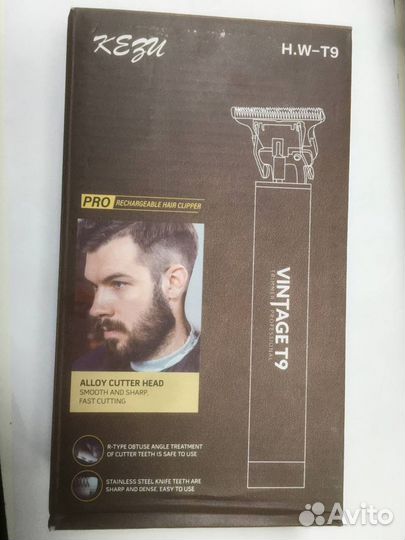 KEZU
H.W-T9
PRO RECHARGEABLE HAIR CLIPPER
VINTAGE T9
TRIMMER PROFESSIONAL
ALLOY CUTTER HEAD
SMOOTH AND SHARP,
FAST CUTTING
R-TYPE OBTUSE ANGLE TREATMENT
OF CUTTER TEETH IS SAFE TO USE
STAINLESS STEEL KNIFE TEETH ARE
SHARP AND DENSE, EASY TO USE
Avito